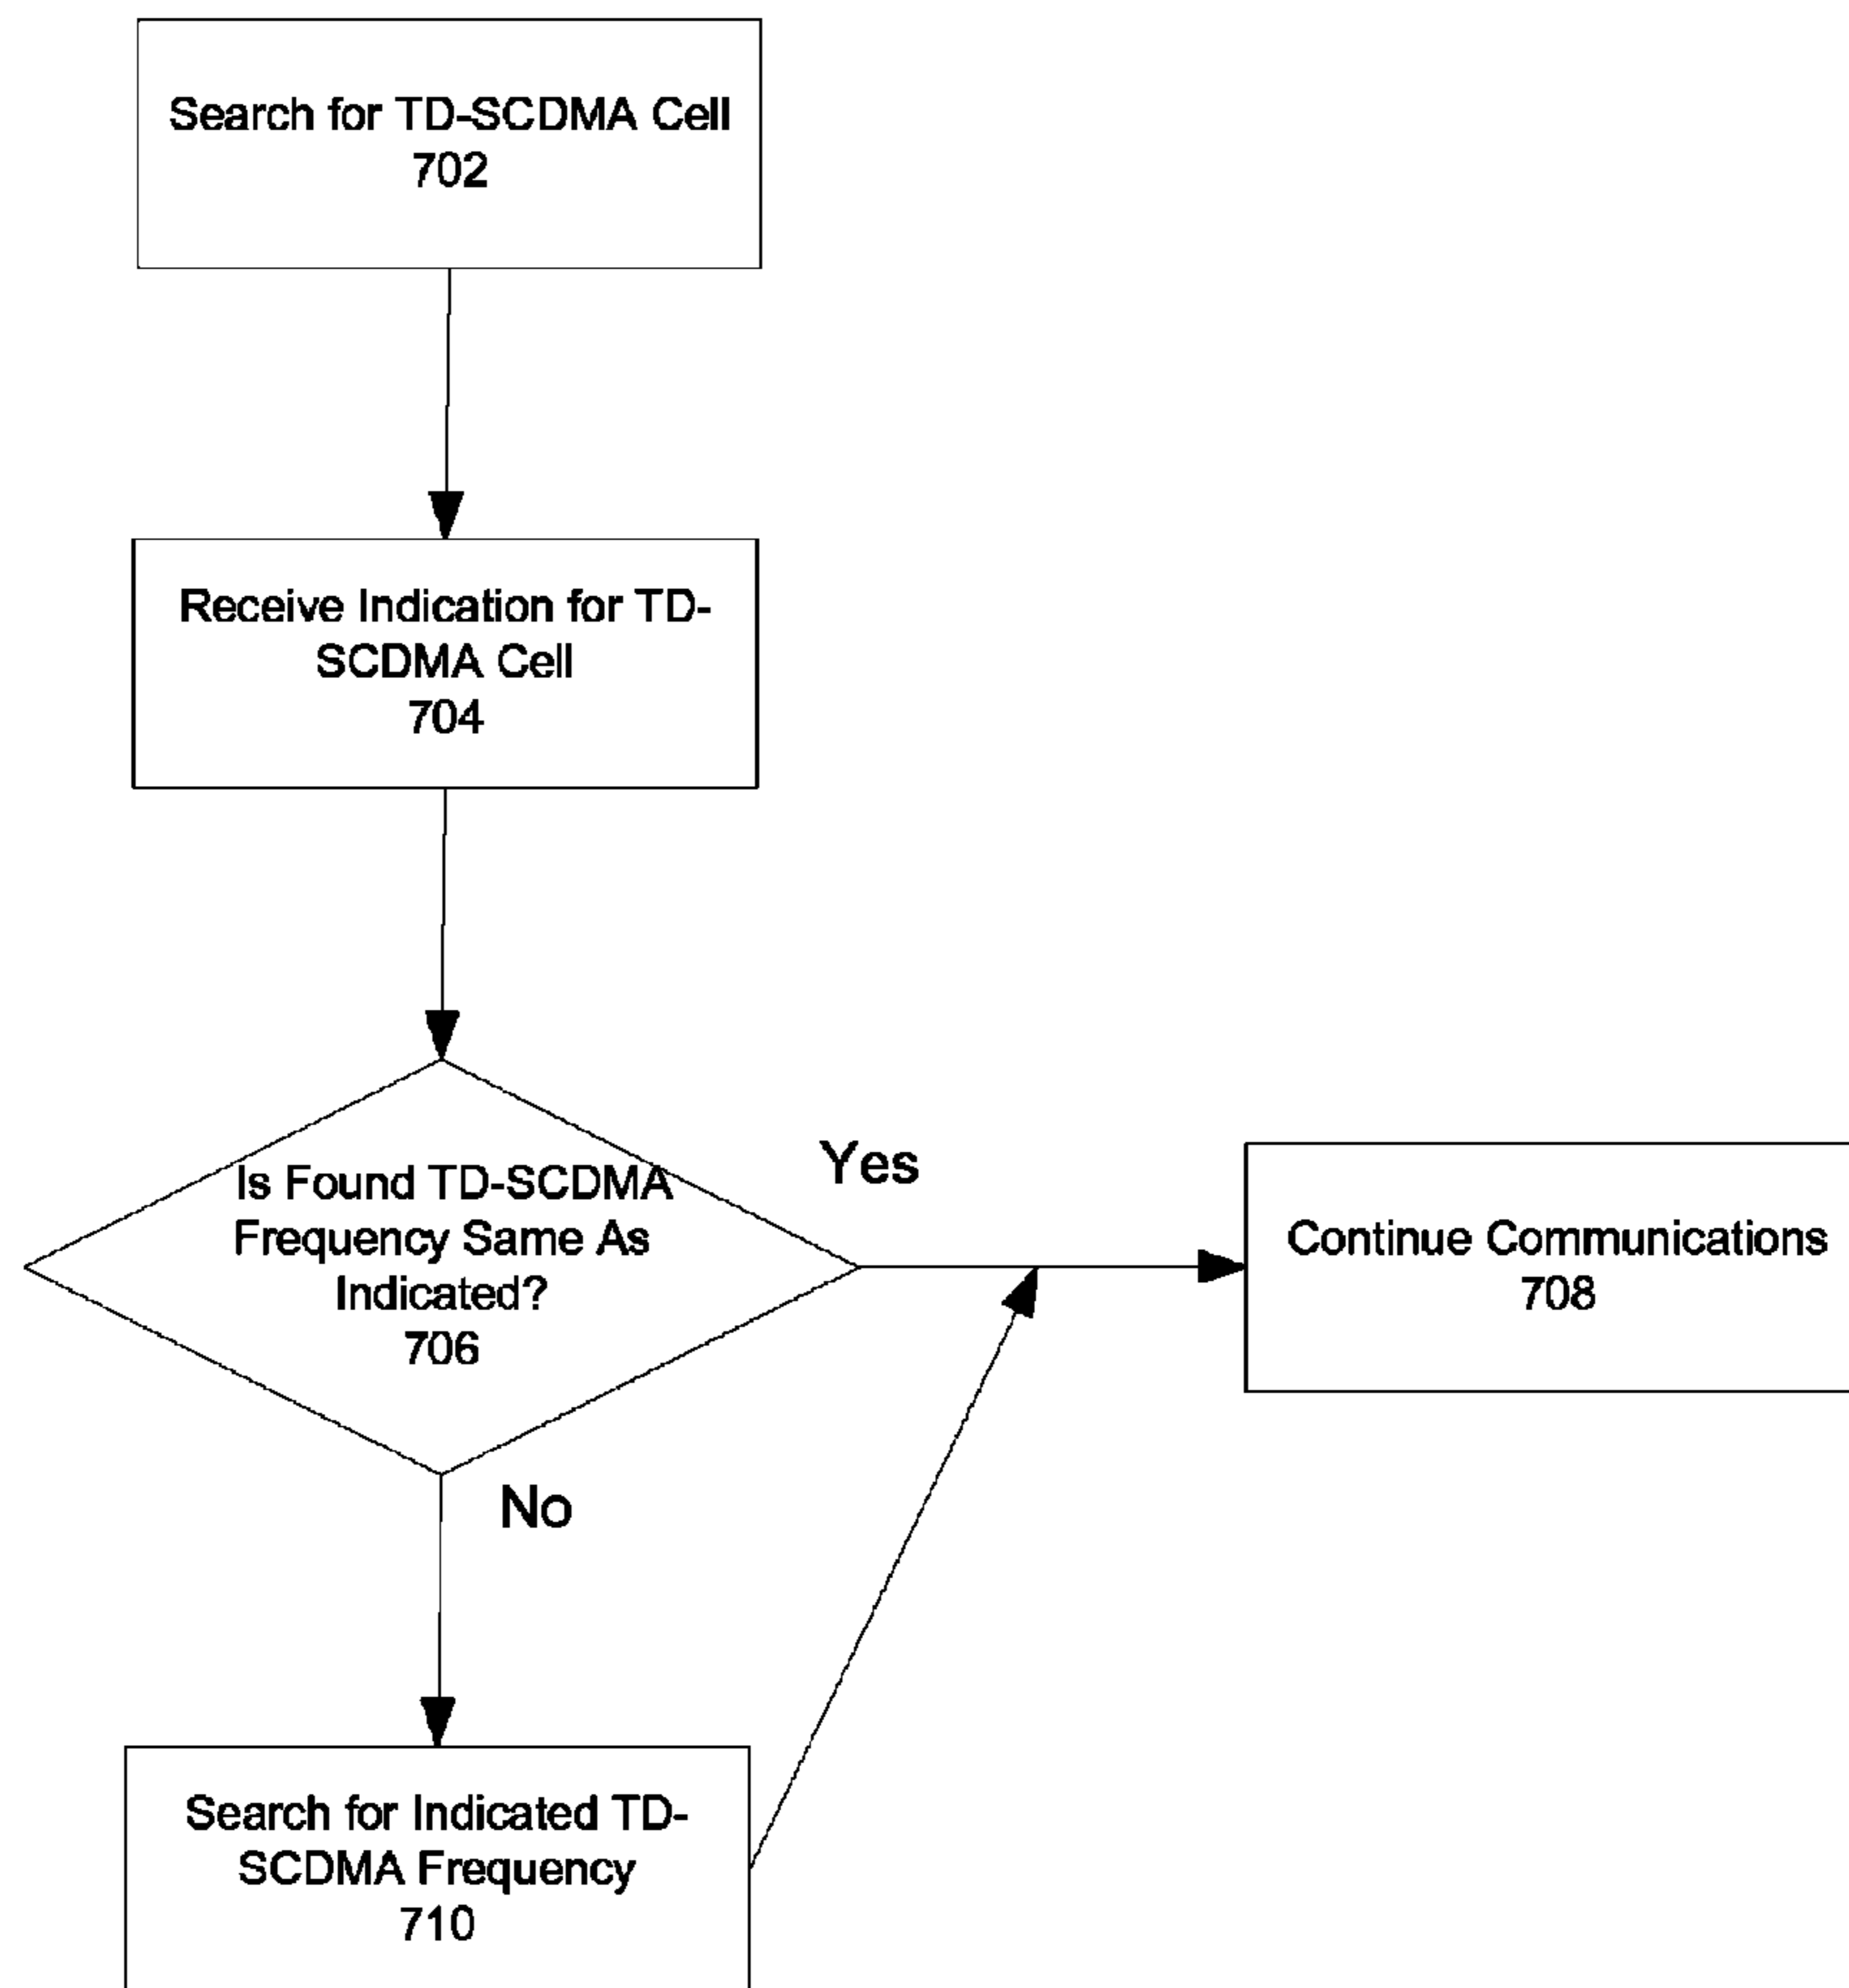 Search for TD-SCDMA Cell
702
Receive Indication for TD-
SCDMA Cell
704
Is Found TD-SCDMA
Frequency Same As
Indicated?
706
Yes
Continue Communications
708
No
Search for Indicated TD-
SCDMA Frequency
710